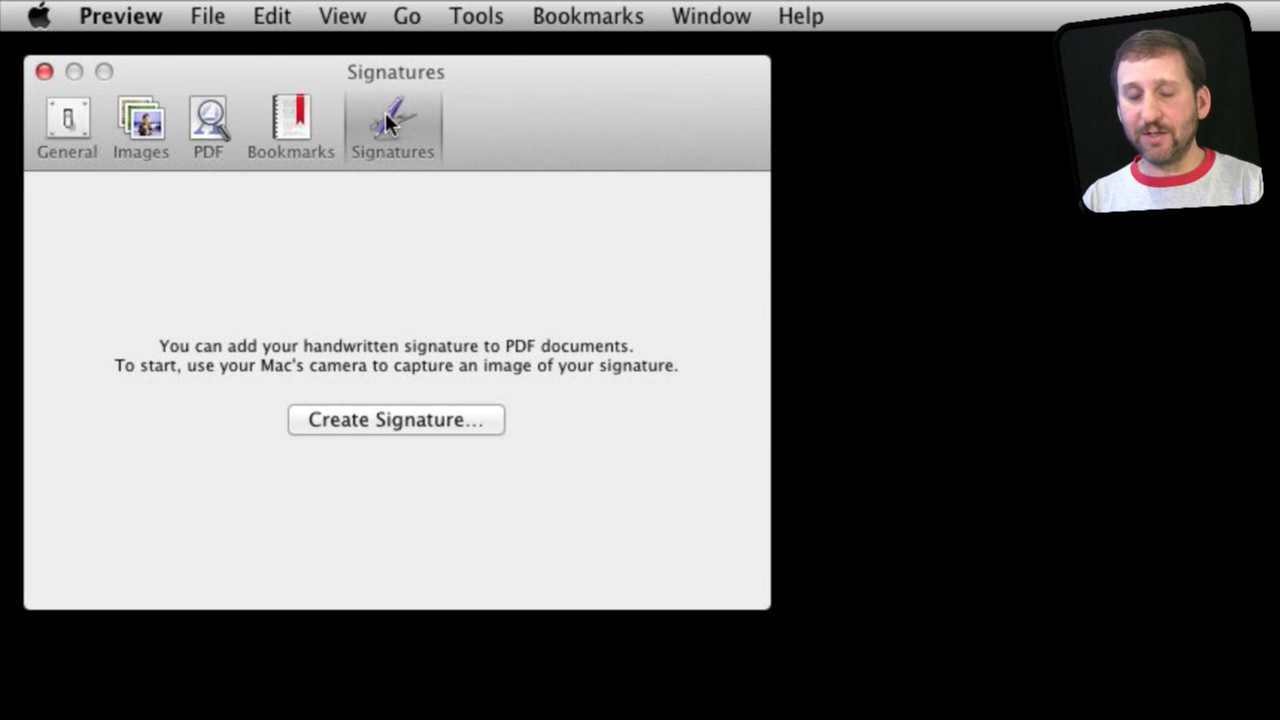 Preview File Edit View Go Tools Bookmarks Window Help
Signatures
General Images PDF Bookmarks Signatures
You can add your handwritten signature to PDF documents.
To start, use your Mac's camera to capture an image of your signature.
Create Signature...